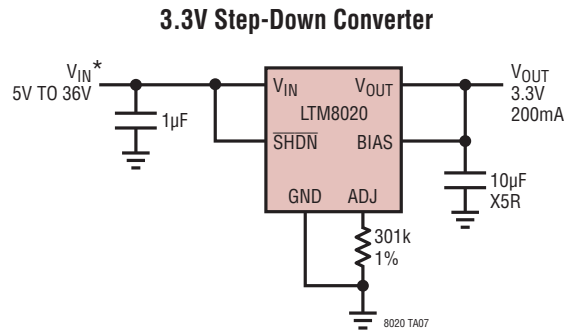 3.3V Step-Down Converter
VIN*
5V TO 36V
1µF
VIN
VOUT
LTM8020
SHDN
BIAS
GND
ADJ
VOUT
3.3V
200mA
10µF
X5R
301k
1%
8020 TA07